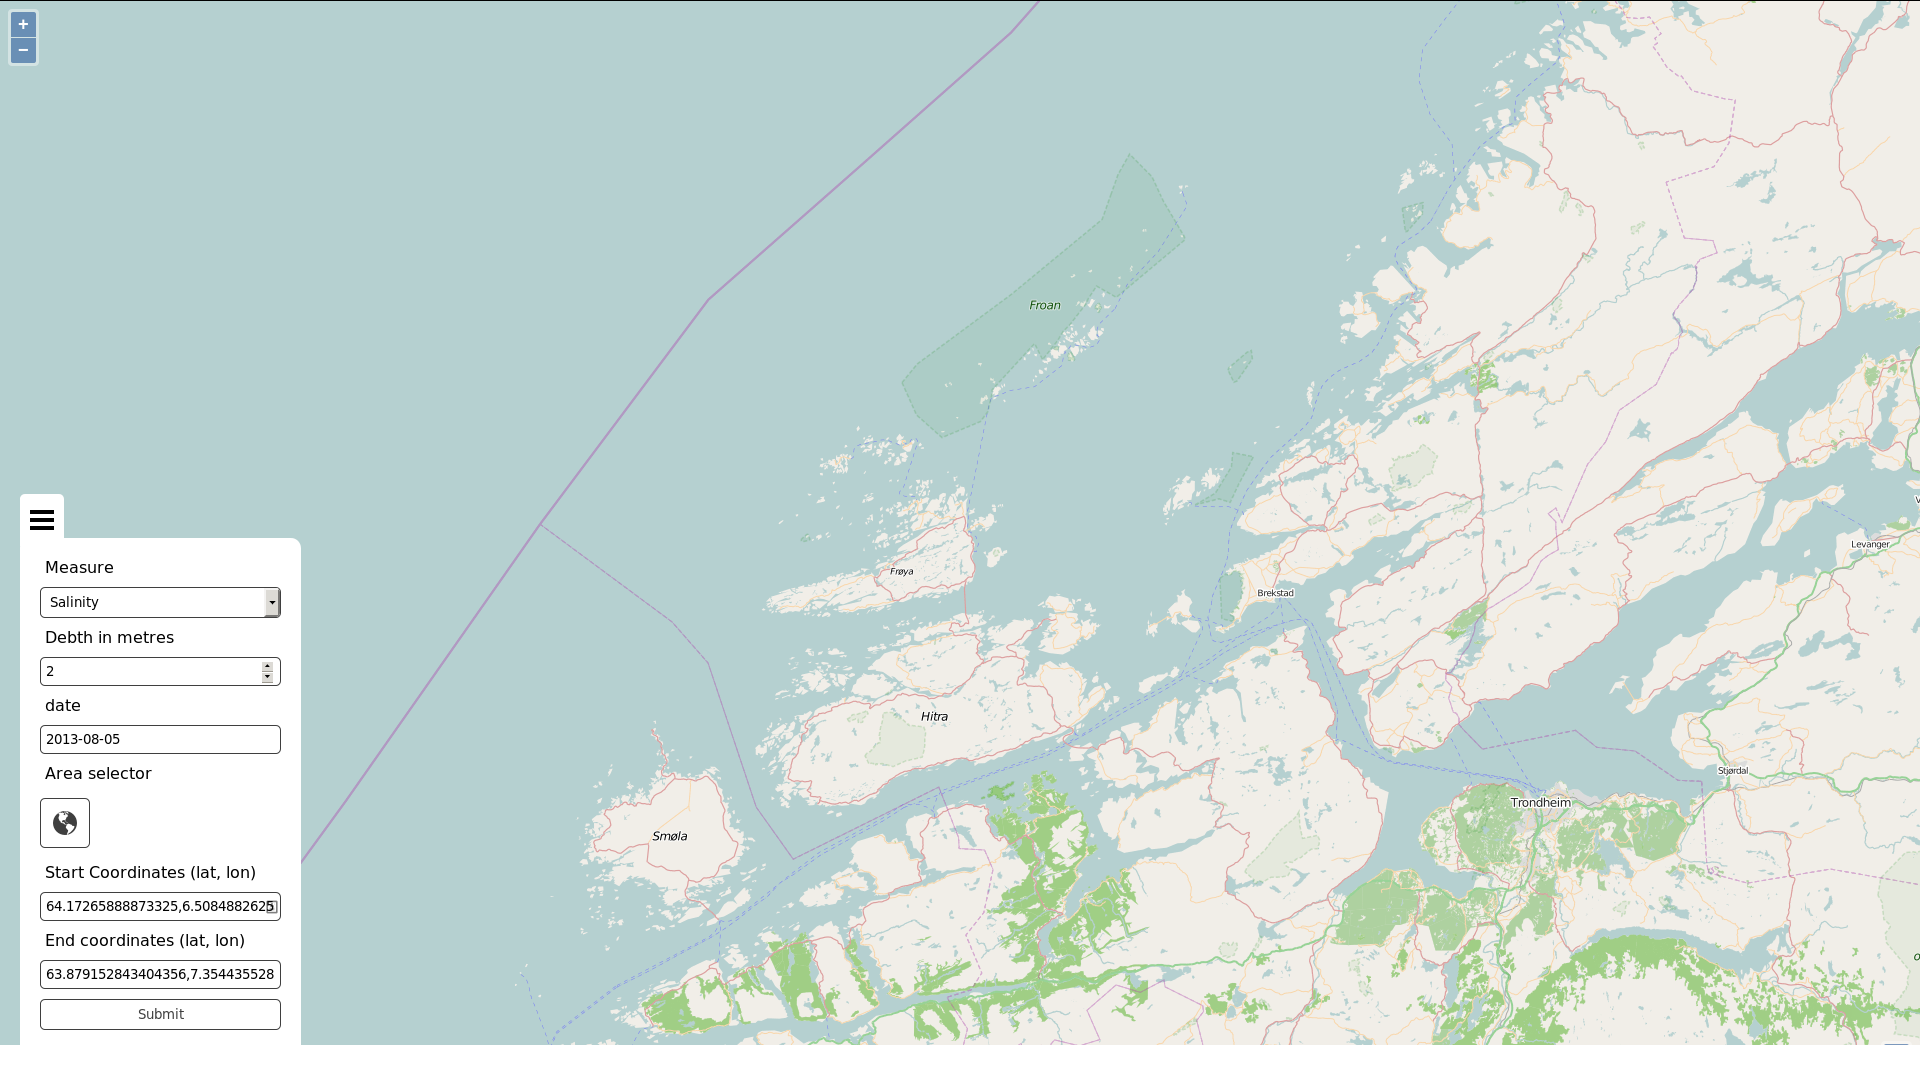 +
−
Froan
Frøya
Brekstad
Levanger
Hitra
Stjørdal
Trondheim
Smøla
Measure
Salinity
Debth in metres
2
date
2013-08-05
Area selector
Start Coordinates (lat, lon)
64.17265888873325,6.5084882625
End coordinates (lat, lon)
63.879152843404356,7.354435528
Submit